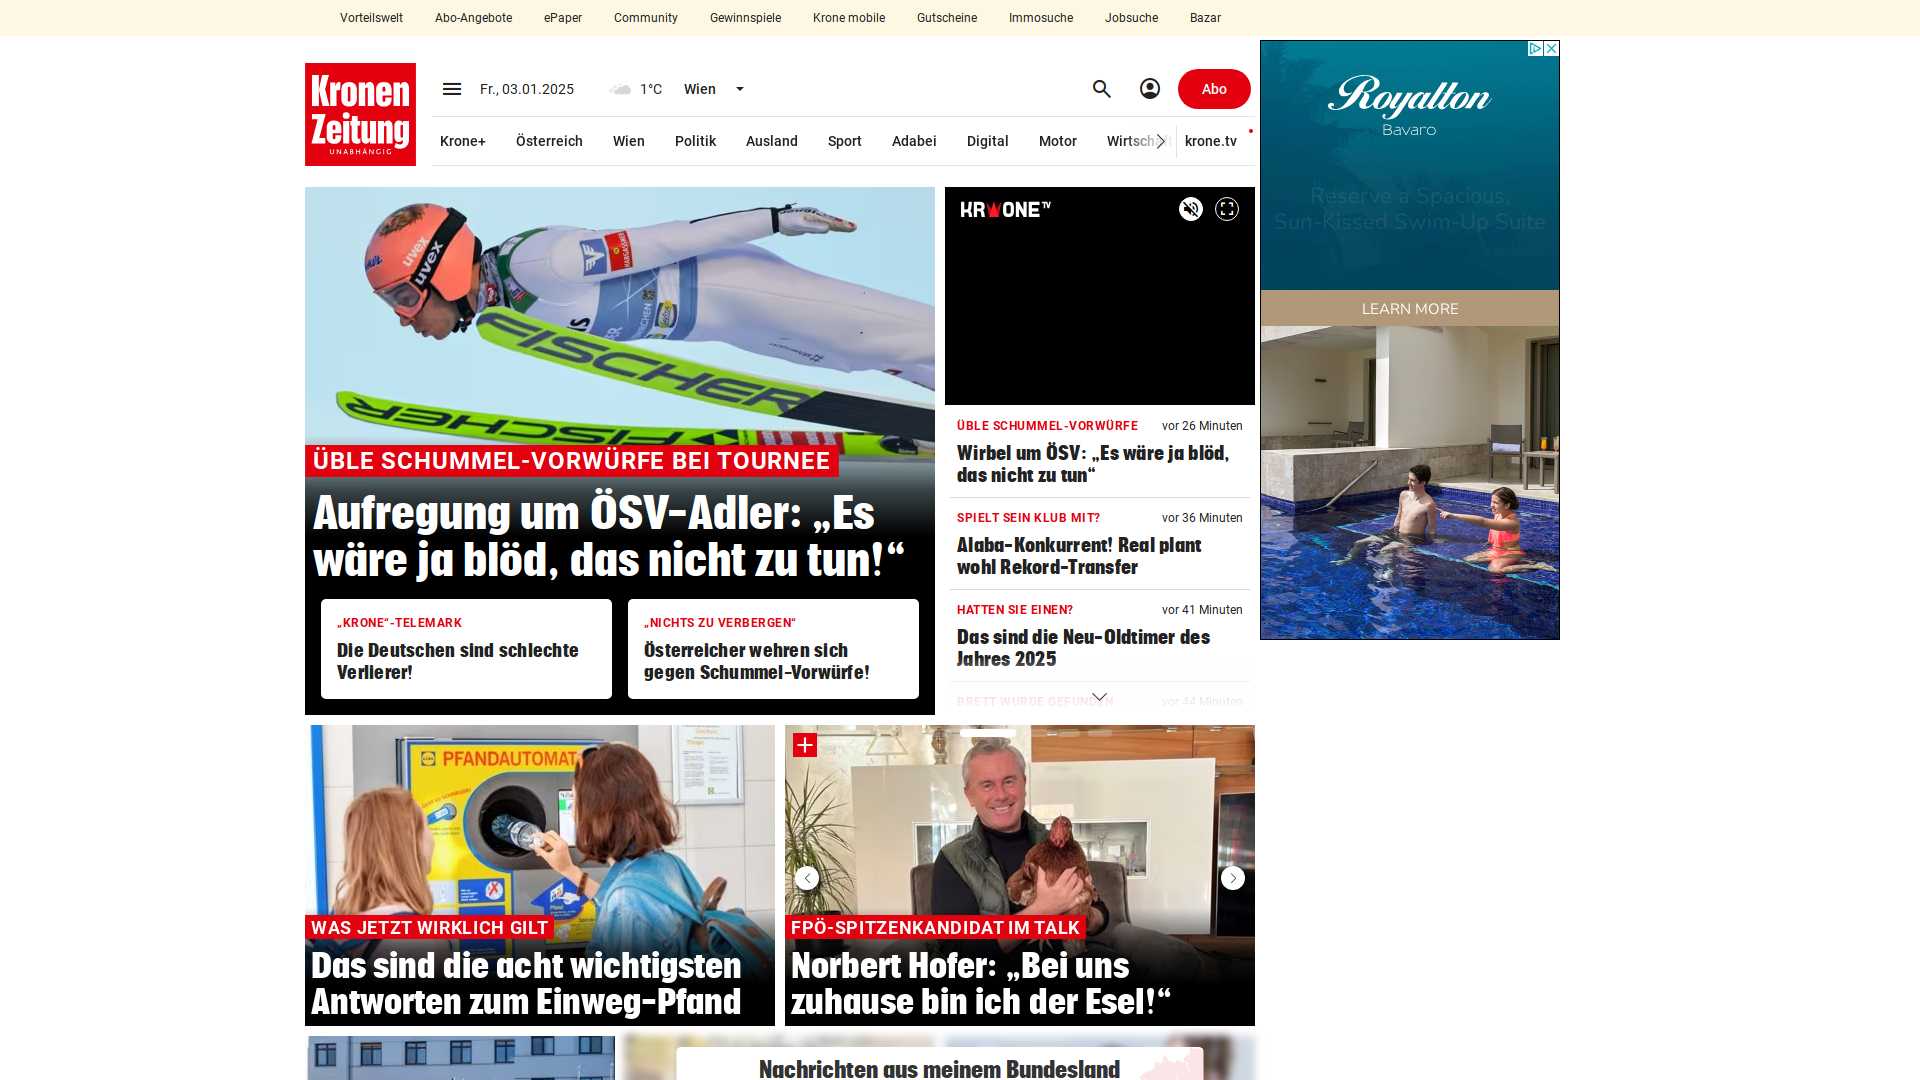 Vorteilswelt
Abo-Angebote
ePaper
Community
Gewinnspiele
Krone mobile
Gutscheine
Immosuche
Jobsuche
Bazar
Kronen
Zeitung
UNABHÄNGIG
Fr., 03.01.2025
1°C
Wien
Abo
Krone+
Österreich
Wien
Politik
Ausland
Sport
Adabei
Digital
Motor
Wirtschaft
krone.tv
uvex
uvex
FISCHER
FISCHER
ÜBLE SCHUMMEL-VORWÜRFE BEI TOURNEE
Aufregung um ÖSV-Adler: „Es
wäre ja blöd, das nicht zu tun!“
„KRONE“-TELEMARK
Die Deutschen sind schlechte
Verlierer!
„NICHTS ZU VERBERGEN“
Österreicher wehren sich
gegen Schummel-Vorwürfe!
KRONE TV
ÜBLE SCHUMMEL-VORWÜRFE
vor 26 Minuten
Wirbel um ÖSV: „Es wäre ja blöd,
das nicht zu tun“
SPIELT SEIN KLUB MIT?
vor 36 Minuten
Alaba-Konkurrent! Real plant
wohl Rekord-Transfer
HATTEN SIE EINEN?
vor 41 Minuten
Das sind die Neu-Oldtimer des
Jahres 2025
BRETT WURDE GEFUNDEN
vor 44 Minuten
Royalton
Bavaro
Reserve a Spacious,
Sun-Kissed Swim-Up Suite
LEARN MORE
PFANDAUTOMAT
WAS JETZT WIRKLICH GILT
Das sind die acht wichtigsten
Antworten zum Einweg-Pfand
FPÖ-SPITZENKANDIDAT IM TALK
Norbert Hofer: „Bei uns
zuhause bin ich der Esel!“
Nachrichten aus meinem Bundesland